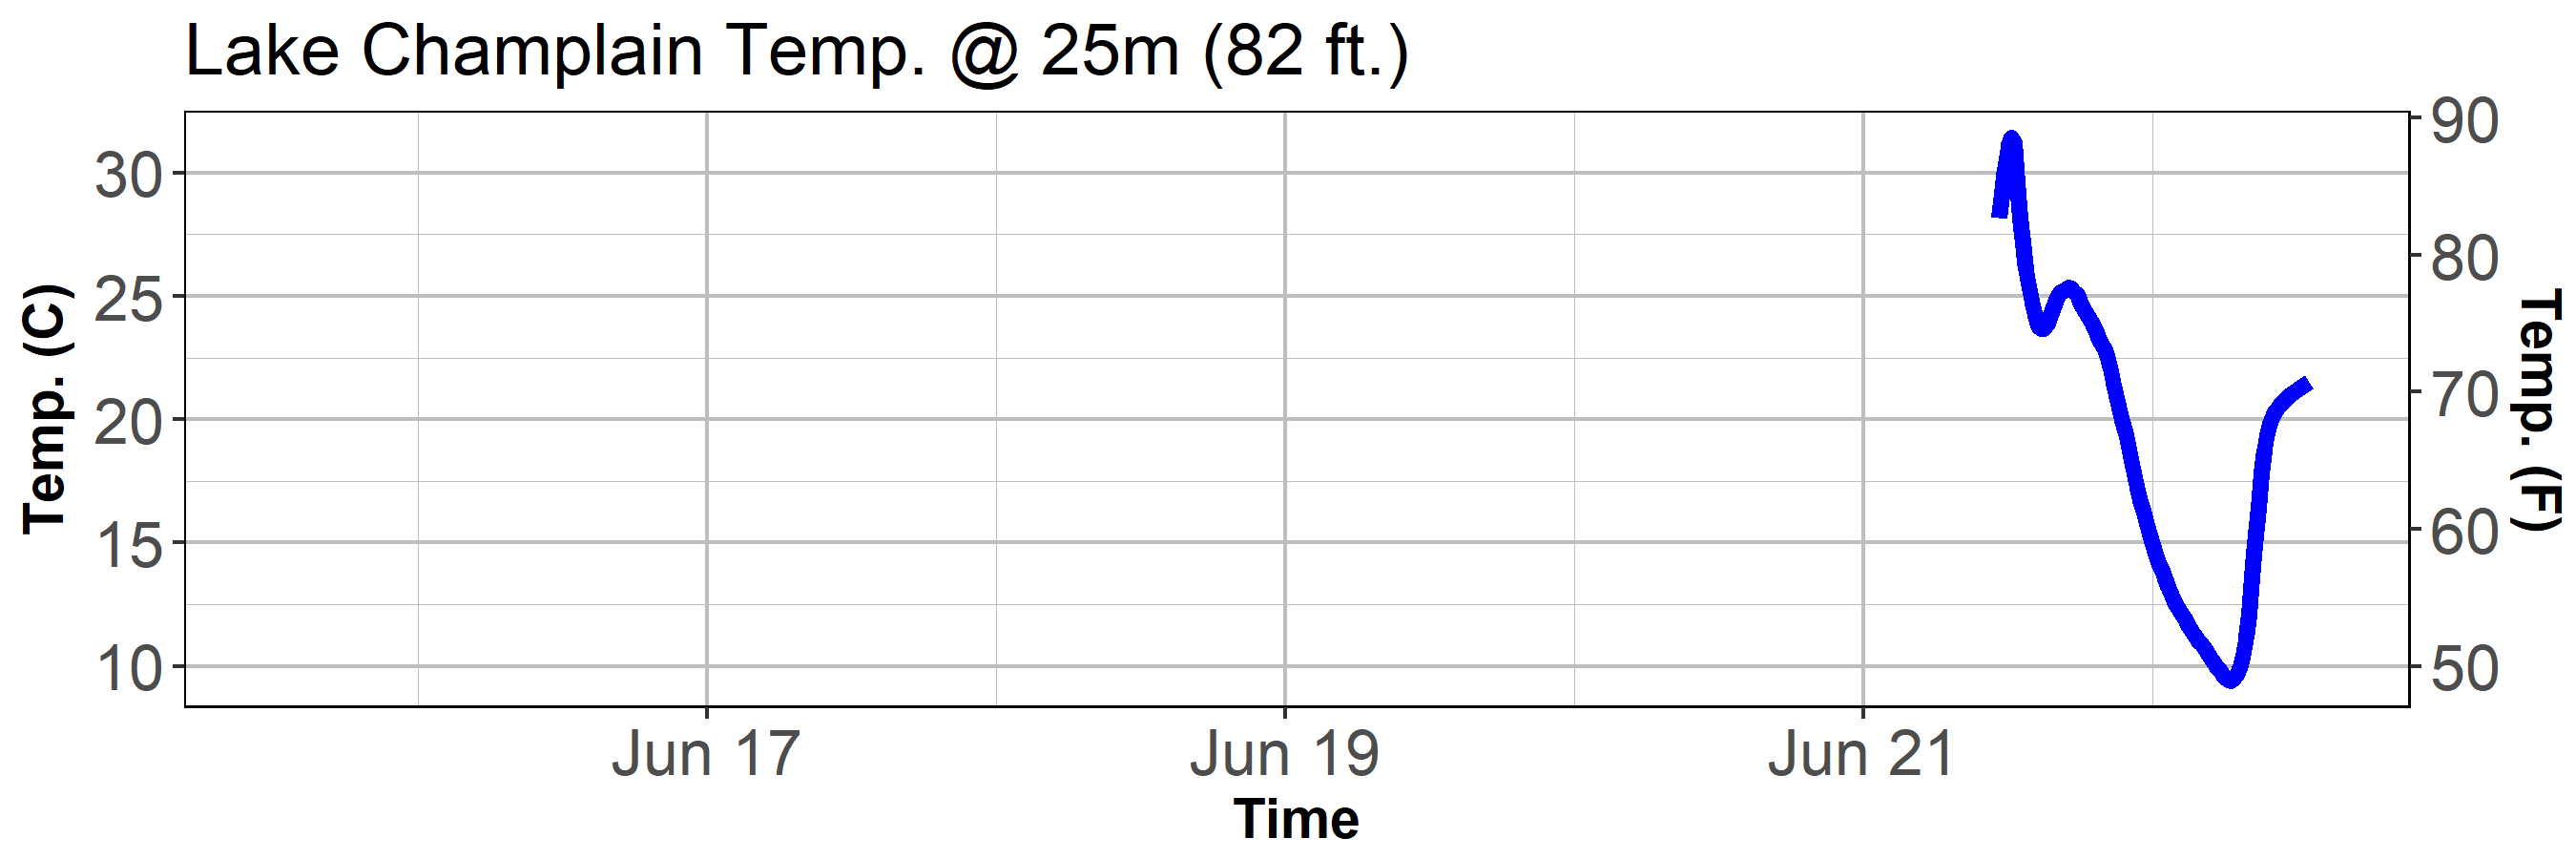 Lake Champlain Temp. @ 25m (82 ft.)
Temp. (C)
30
25
20
15
10
90
80
70
60
50
Temp. (F)
Jun 17
Jun 19
Jun 21
Time